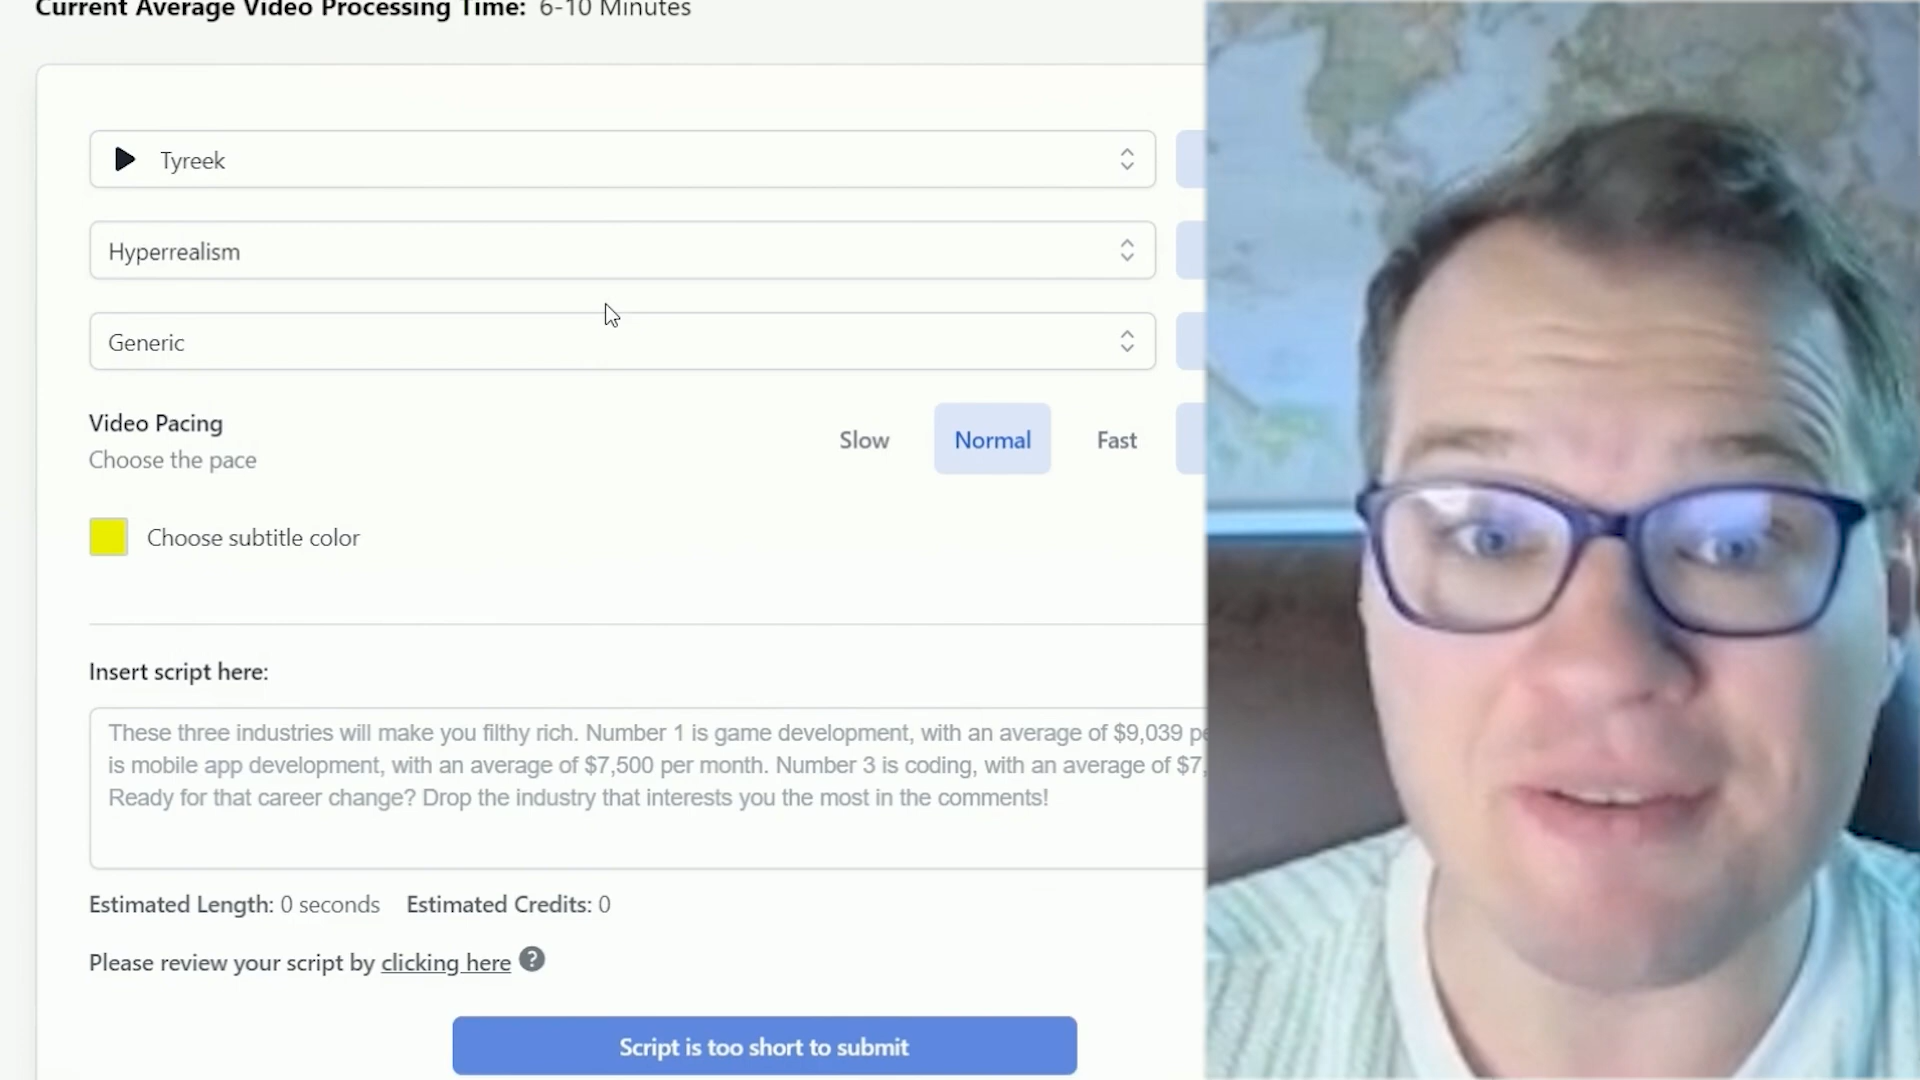 Current Average Video Processing Time: 6-10 Minutes
Tyreek
Hyperrealism
Generic
Video Pacing
Choose the pace
Slow
Normal
Fast
Choose subtitle color
Insert script here:
These three industries will make you filthy rich. Number 1 is game development, with an average of $9,039
is mobile app development, with an average of $7,500 per month. Number 3 is coding, with an average of $7,
Ready for that career change? Drop the industry that interests you the most in the comments!
Estimated Length: 0 seconds Estimated Credits: 0
Please review your script by clicking here ?
Script is too short to submit